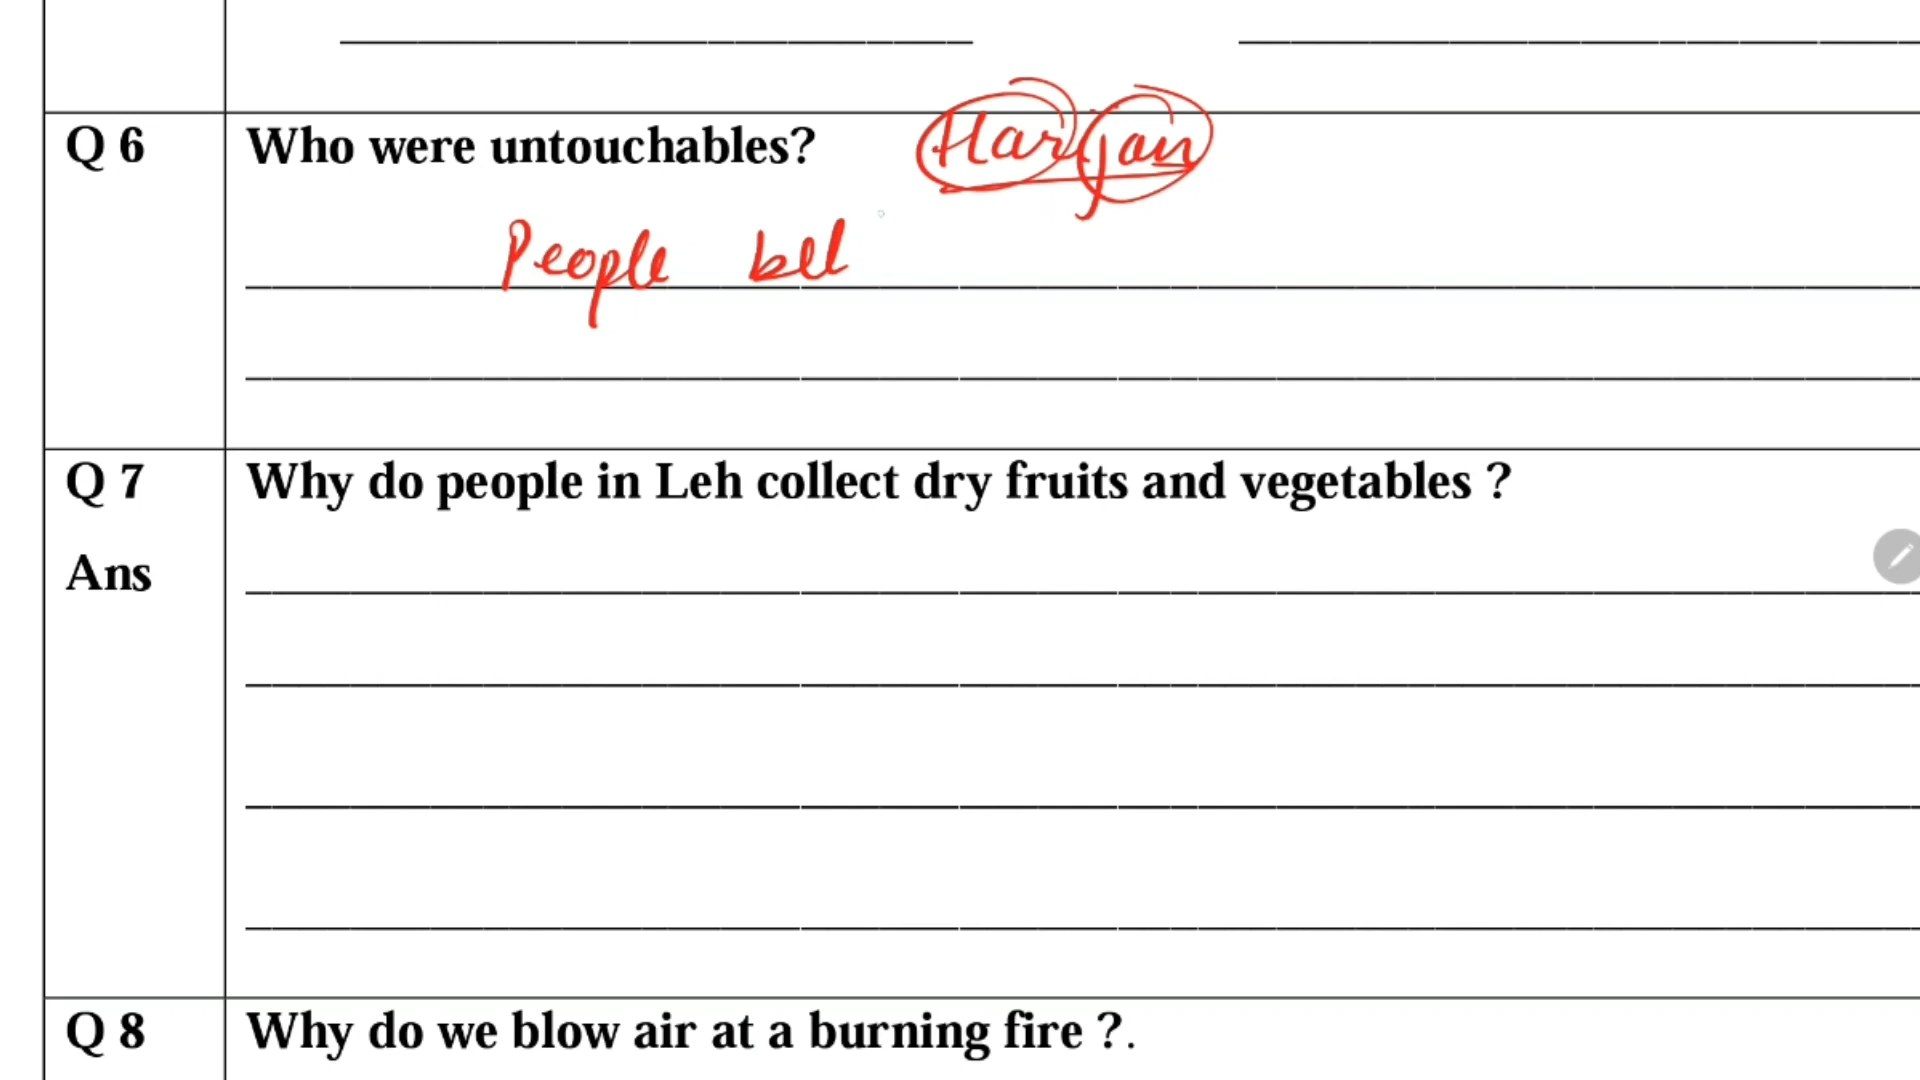 Q 6 Who were untouchables? Harijan
People bel
Q 7 Why do people in Leh collect dry fruits and vegetables ?
Ans
Q 8 Why do we blow air at a burning fire ?.